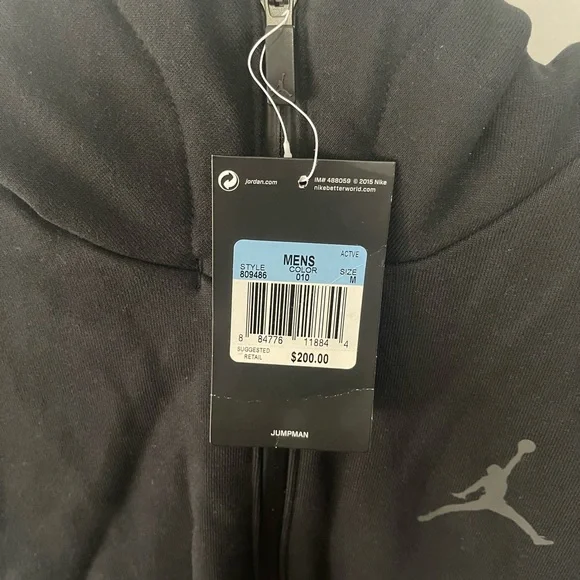 jordan.com
IM# 488059 © 2015 Nike
nikebetterworld.com
ACTVE
MENS
STYLE COLOR SIZE
809486 010 M
8 84776 11884 4
SUGGESTED
RETAIL $200.00
JUMPMAN